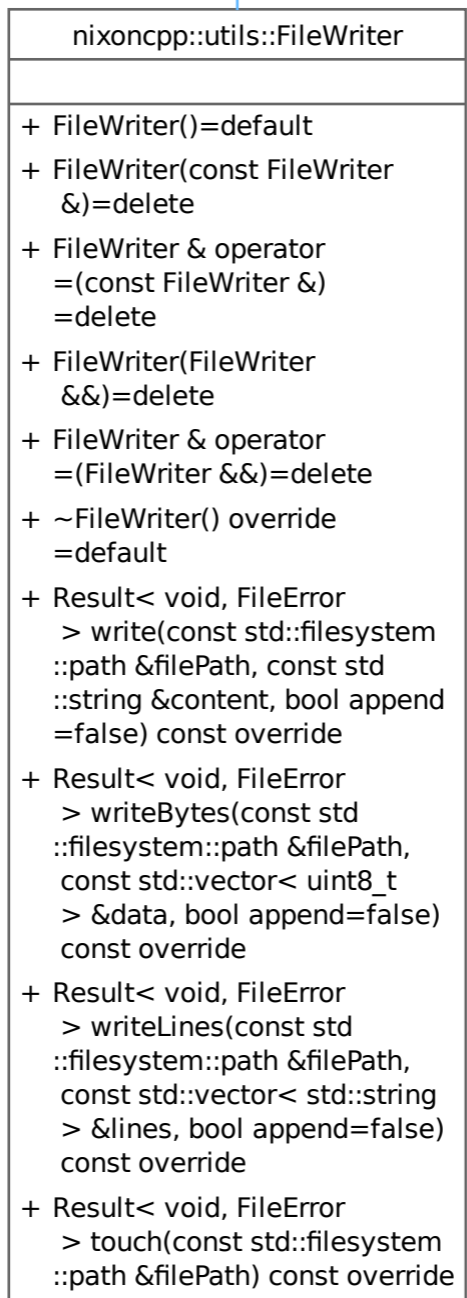 nixoncpp::utils::FileWriter
+ FileWriter()=default
+ FileWriter(const FileWriter
&)=delete
+ FileWriter & operator
=(const FileWriter &)
=delete
+ FileWriter(FileWriter
&&)=delete
+ FileWriter & operator
=(FileWriter &&)=delete
+ ~FileWriter() override
=default
+ Result< void, FileError
> write(const std::filesystem
::path &filePath, const std
::string &content, bool append
=false) const override
+ Result< void, FileError
> writeBytes(const std
::filesystem::path &filePath,
const std::vector< uint8_t
> &data, bool append=false)
const override
+ Result< void, FileError
> writeLines(const std
::filesystem::path &filePath,
const std::vector< std::string
> &lines, bool append=false)
const override
+ Result< void, FileError
> touch(const std::filesystem
::path &filePath) const override